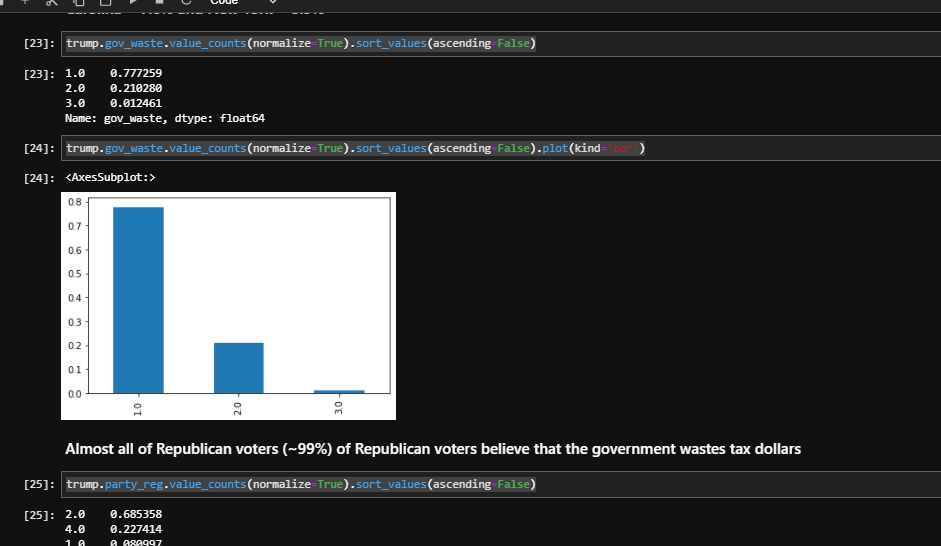 Code
[23]: trump.gov_waste.value_counts(normalize=True).sort_values(ascending=False)
[23]: 1.0 0.777259
2.0 0.210280
3.0 0.012461
Name: gov_waste, dtype: float64
[24]: trump.gov_waste.value_counts(normalize=True).sort_values(ascending=False).plot(kind='bar')
[24]: <AxesSubplot:>
0.8
0.7
0.6
0.5
0.4
0.3
0.2
0.1
0.0
1.0 2.0 3.0
Almost all of Republican voters (~99%) of Republican voters believe that the government wastes tax dollars
[25]: trump.party_reg.value_counts(normalize=True).sort_values(ascending=False)
[25]: 2.0 0.685358
4.0 0.227414
1.0 0.080997